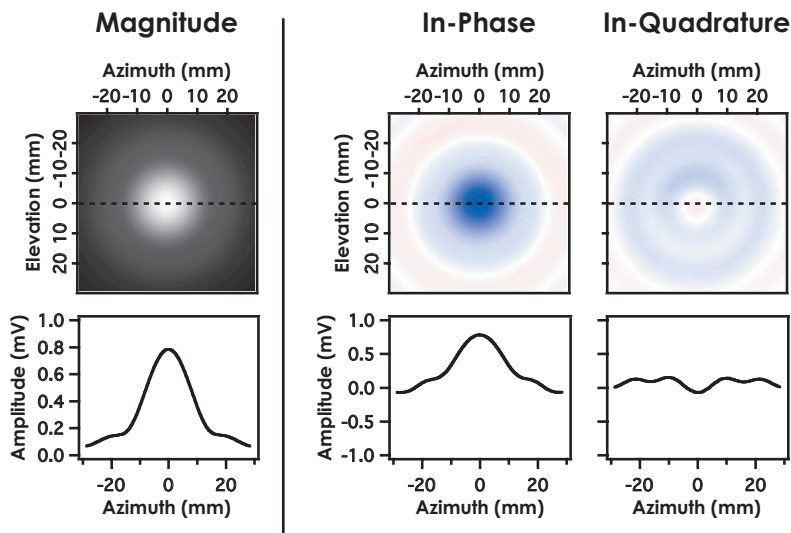 Magnitude
In-Phase
In-Quadrature
Azimuth (mm)
Azimuth (mm)
Azimuth (mm)
-20 -10 0 10 20
-20 -10 0 10 20
-20 -10 0 10 20
Elevation (mm)
-20
-10
0
10
20
Elevation (mm)
-20
-10
0
10
20
Amplitude (mV)
1.0
0.8
0.6
0.4
0.2
0.0
-20 0 20
Azimuth (mm)
Amplitude (mV)
1.0
0.5
0.0
-0.5
-1.0
-20 0 20
Azimuth (mm)
-20 0 20
Azimuth (mm)